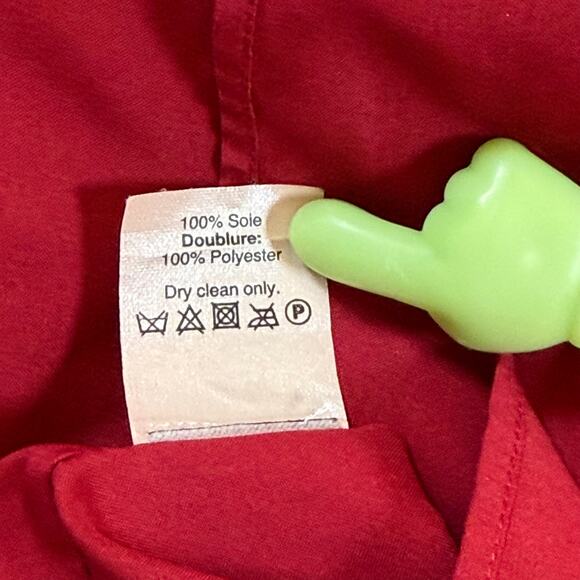 100% Soie
Doublure:
100% Polyester
Dry clean only.
P